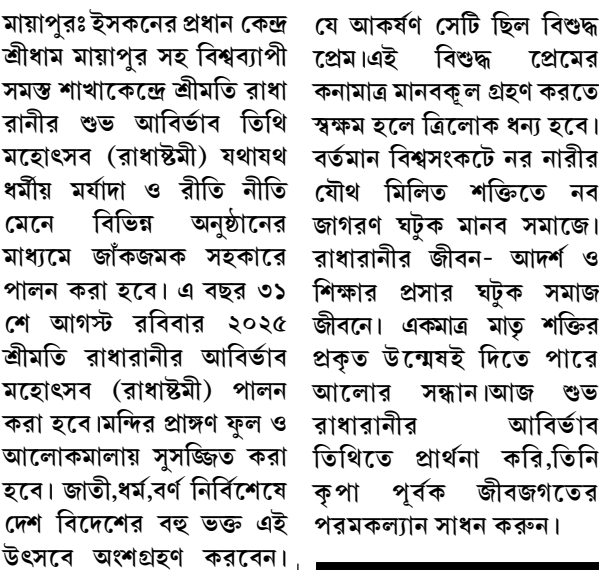 মায়াপুরঃ ইসকনের প্রধান কেন্দ্র
শ্রীধাম মায়াপুর সহ বিশ্বব্যাপী
সমস্ত শাখাকেন্দ্রে শ্রীমতি রাধা
রানীর শুভ আবির্ভাব তিথি
মহোৎসব (রাধাষ্টমী) যথাযথ
ধর্মীয় মর্যাদা ও রীতি নীতি
মেনে বিভিন্ন অনুষ্ঠানের
মাধ্যমে জাঁকজমক সহকারে
পালন করা হবে। এ বছর ৩১
শে আগস্ট রবিবার ২০২৫
শ্রীমতি রাধারানীর আবির্ভাব
মহোৎসব (রাধাষ্টমী) পালন
করা হবে।মন্দির প্রাঙ্গণ ফুল ও
আলোকমালায় সুসজ্জিত করা
হবে। জাতী,ধর্ম,বর্ণ নির্বিশেষে
দেশ বিদেশের বহু ভক্ত এই
উৎসবে অংশগ্রহণ করবেন।
যে আকর্ষণ সেটি ছিল বিশুদ্ধ
প্রেম।এই বিশুদ্ধ প্রেমের
কনামাত্র মানবকূল গ্রহণ করতে
স্বক্ষম হলে ত্রিলোক ধন্য হবে।
বর্তমান বিশ্বসংকটে নর নারীর
যৌথ মিলিত শক্তিতে নব
জাগরণ ঘটুক মানব সমাজে।
রাধারানীর জীবন- আদর্শ ও
শিক্ষার প্রসার ঘটুক সমাজ
জীবনে। একমাত্র মাতৃ শক্তির
প্রকৃত উন্মেষই দিতে পারে
আলোর সন্ধান।আজ শুভ
রাধারানীর আবির্ভাব
তিথিতে প্রার্থনা করি,তিনি
কৃপা পূর্বক জীবজগতের
পরমকল্যান সাধন করুন।